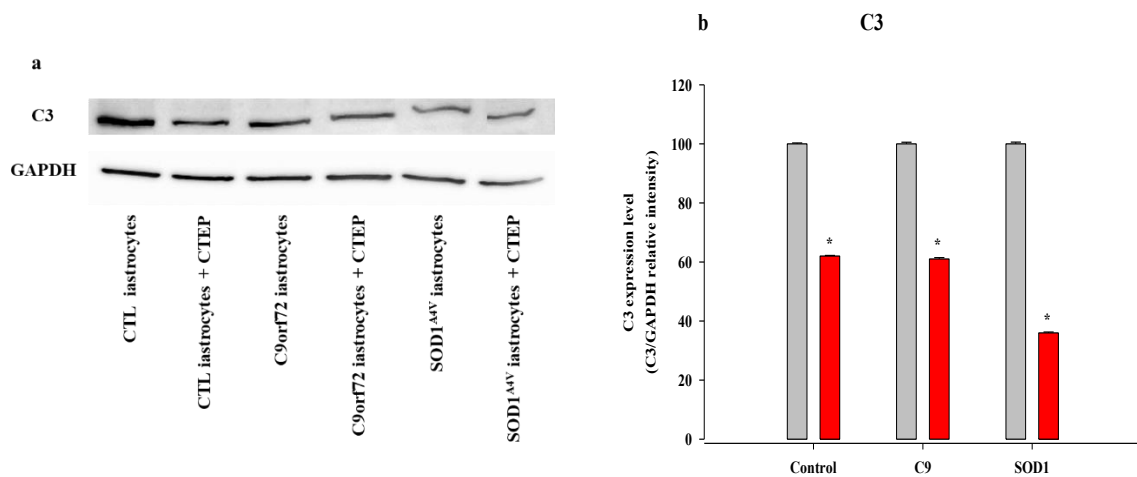 a
C3
GAPDH
CTL iastrocytes
CTL iastrocytes + CTEP
C9orf72 iastrocytes
C9orf72 iastrocytes + CTEP
SOD1ᴬ⁴ⱽ iastrocytes
SOD1ᴬ⁴ⱽ iastrocytes + CTEP
b
C3
C3 expression level
(C3/GAPDH relative intensity)
120
100
80
60
40
20
0
*
*
*
Control
C9
SOD1